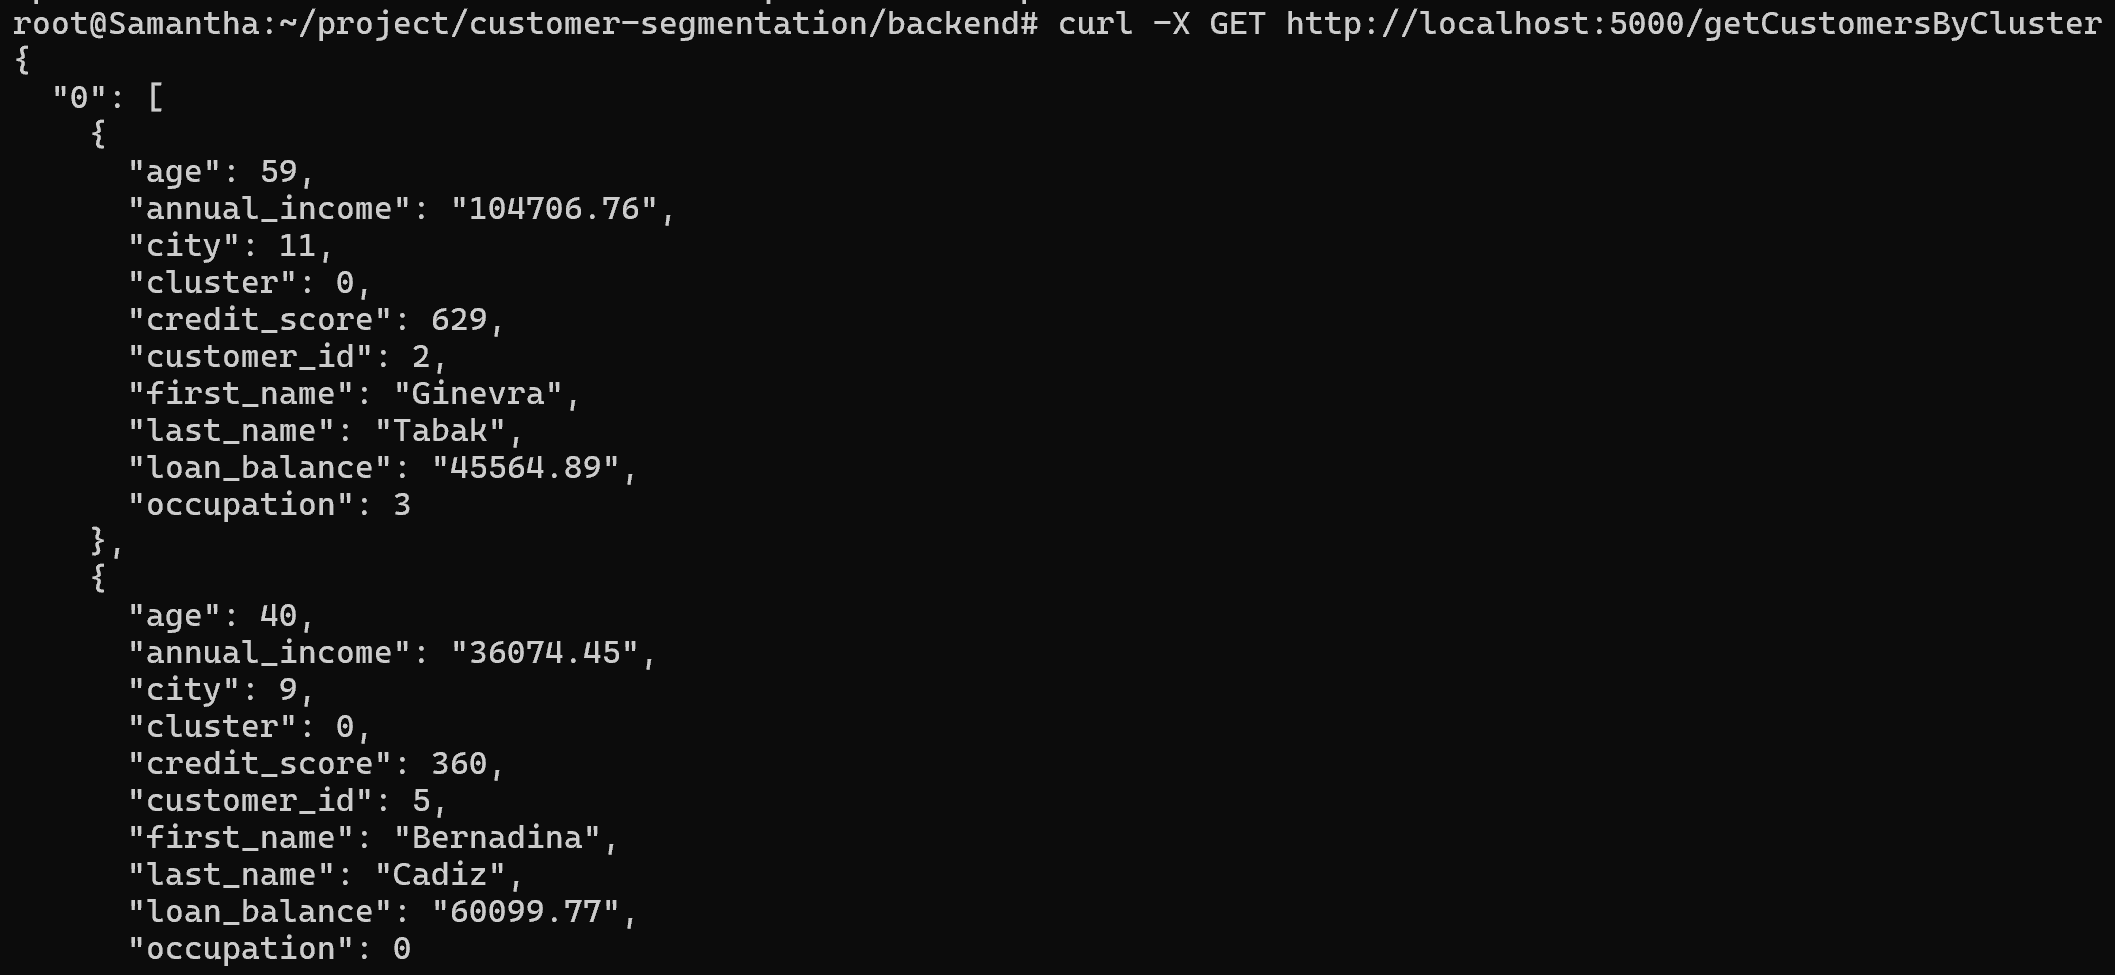 root@Samantha:~/project/customer-segmentation/backend# curl -X GET http://localhost:5000/getCustomersByCluster
{
  "0": [
    {
      "age": 59,
      "annual_income": "104706.76",
      "city": 11,
      "cluster": 0,
      "credit_score": 629,
      "customer_id": 2,
      "first_name": "Ginevra",
      "last_name": "Tabak",
      "loan_balance": "45564.89",
      "occupation": 3
    },
    {
      "age": 40,
      "annual_income": "36074.45",
      "city": 9,
      "cluster": 0,
      "credit_score": 360,
      "customer_id": 5,
      "first_name": "Bernadina",
      "last_name": "Cadiz",
      "loan_balance": "60099.77",
      "occupation": 0